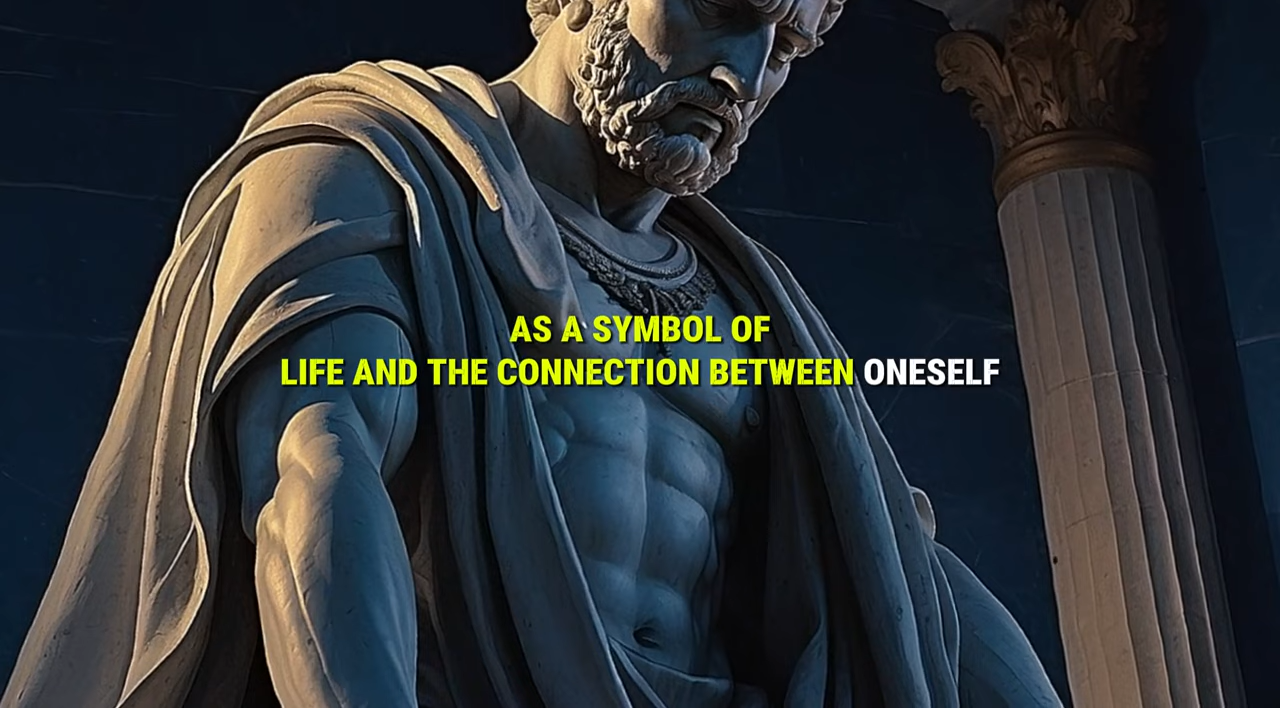 AS A SYMBOL OF
LIFE AND THE CONNECTION BETWEEN ONESELF